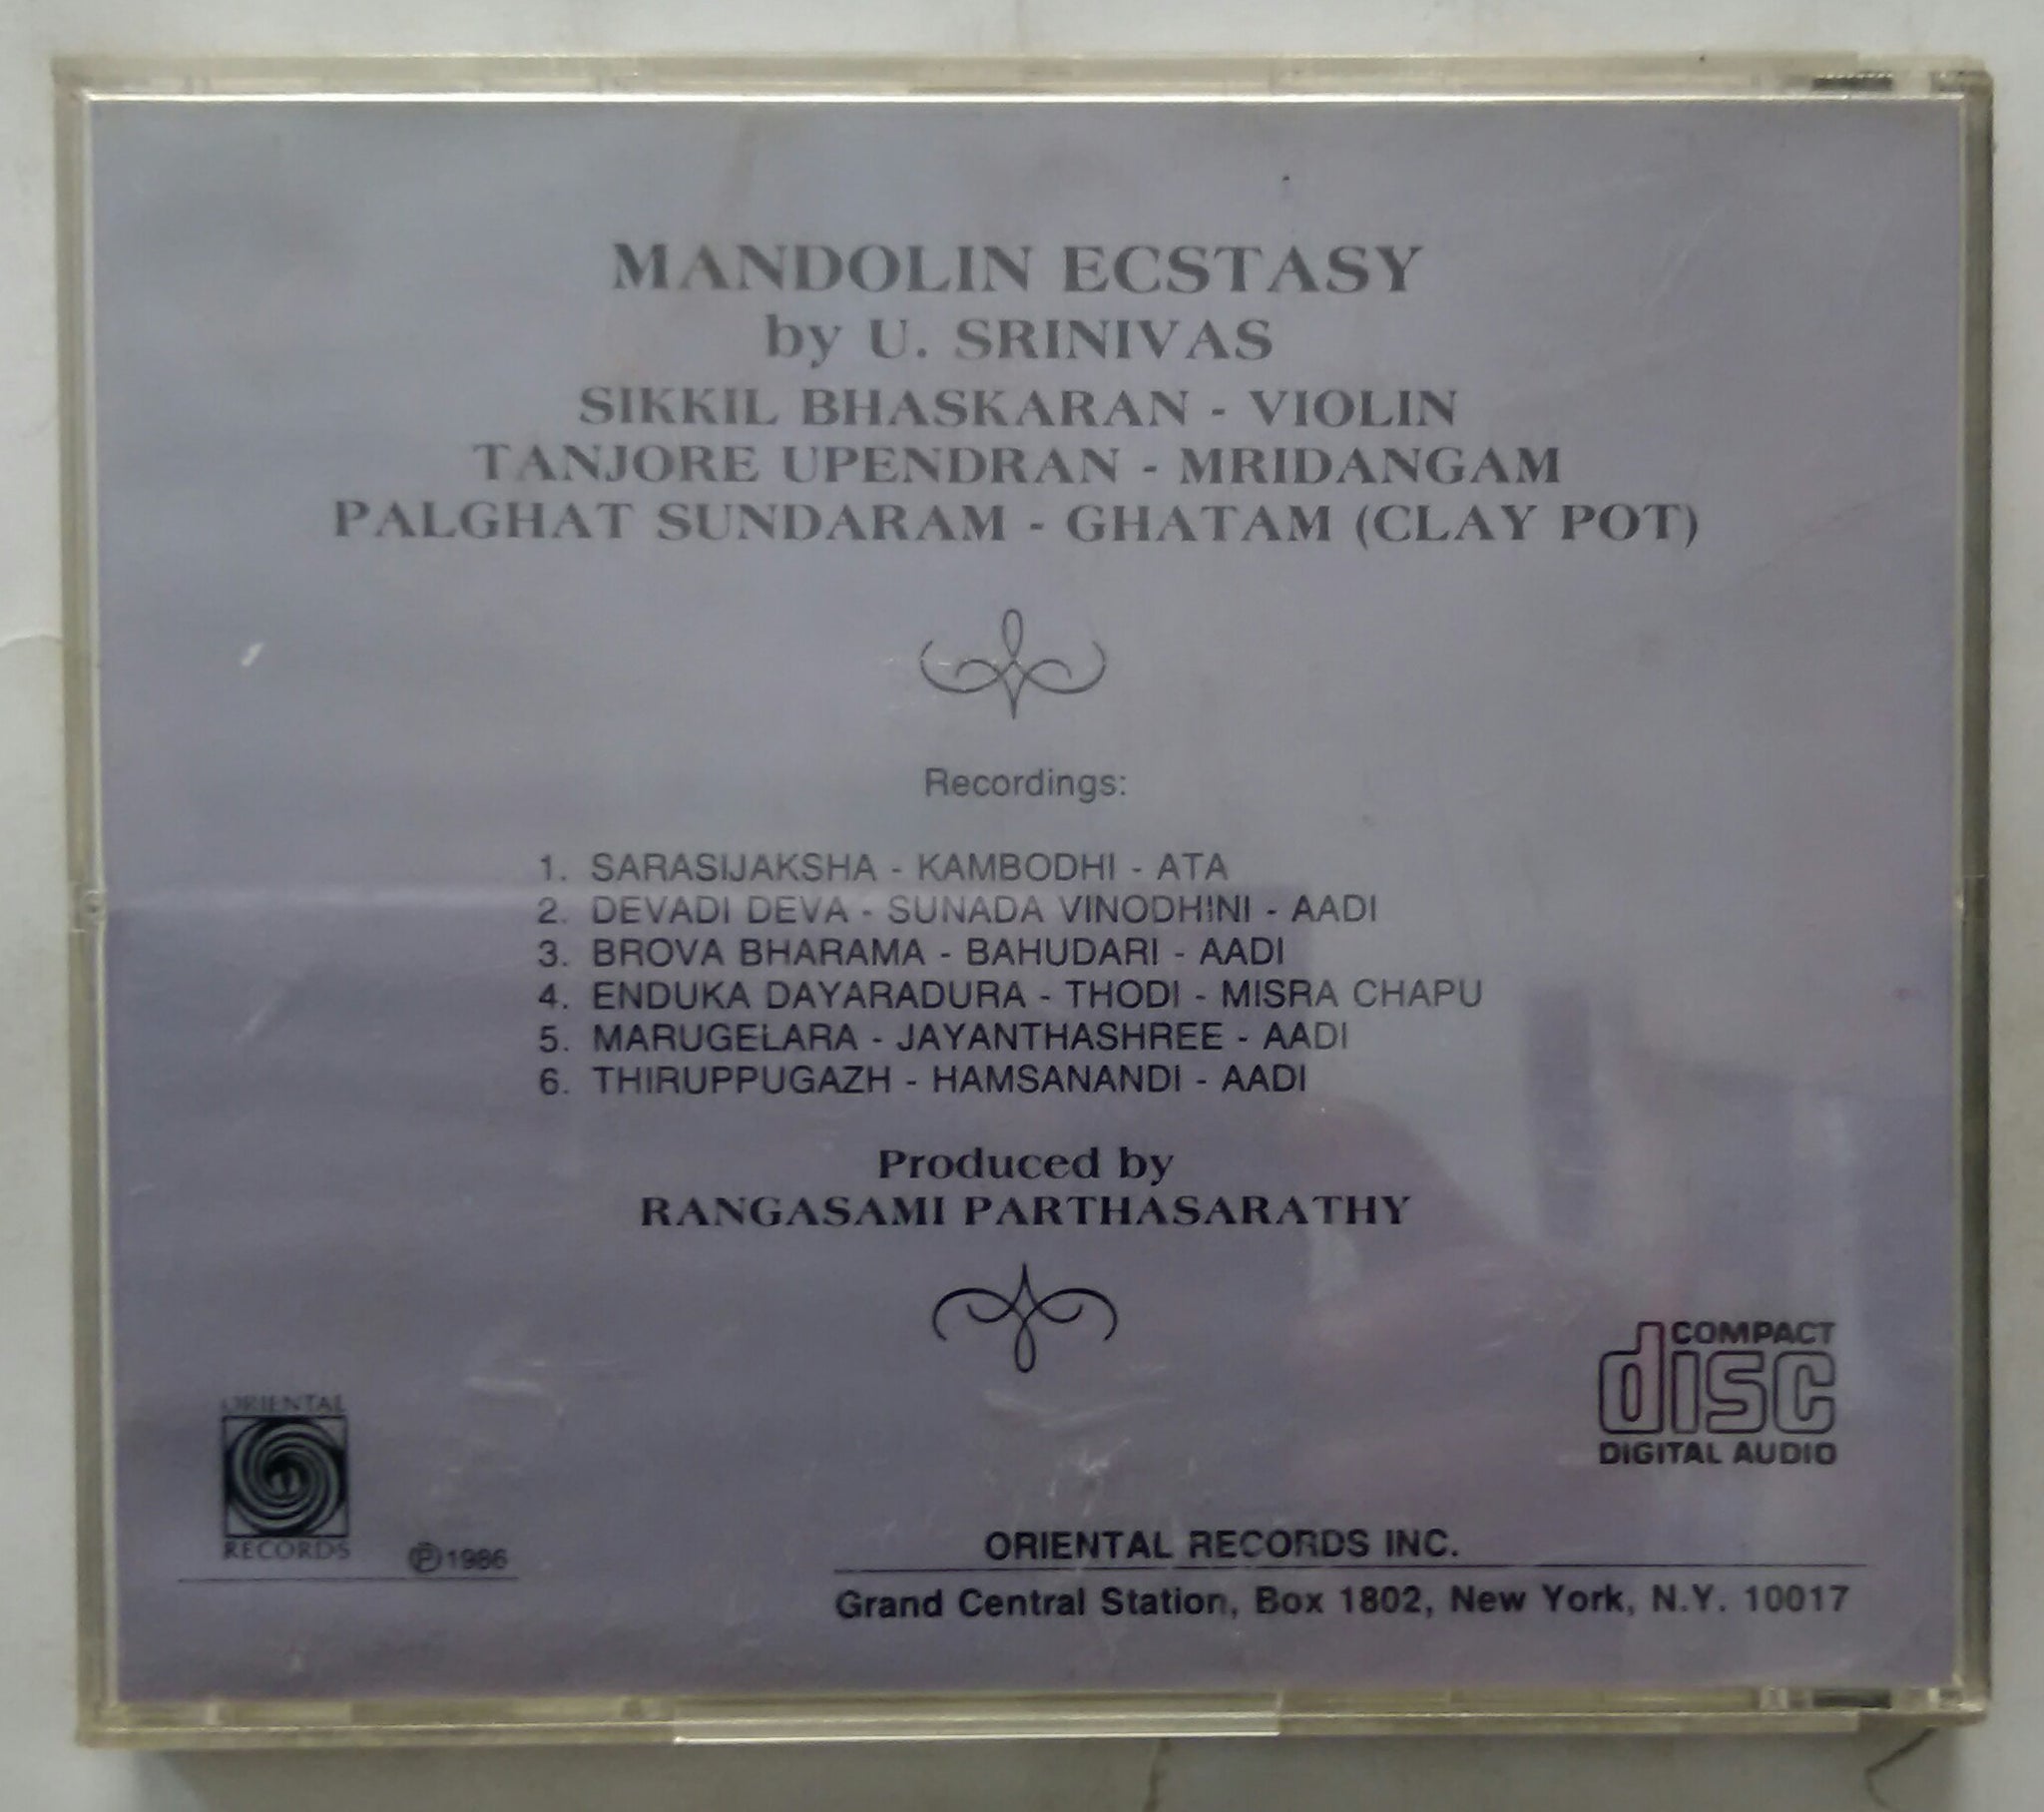 MANDOLIN ECSTASY
by U. SRINIVAS
SIKKIL BHASKARAN - VIOLIN
TANJORE UPENDRAN - MRIDANGAM
PALGHAT SUNDARAM - GHATAM (CLAY POT)
Recordings:
1. SARASIJAKSHA - KAMBODHI - ATA
2. DEVADI DEVA - SUNADA VINODHINI - AADI
3. BROVA BHARAMA - BAHUDARI - AADI
4. ENDUKA DAYARADURA - THODI - MISRA CHAPU
5. MARUGELARA - JAYANTHASHREE - AADI
6. THIRUPPUGAZH - HAMSANANDI - AADI
Produced by
RANGASAMI PARTHASARATHY
COMPACT
disc
DIGITAL AUDIO
ORIENTAL
RECORDS
℗ 1986
ORIENTAL RECORDS INC.
Grand Central Station, Box 1802, New York, N.Y. 10017